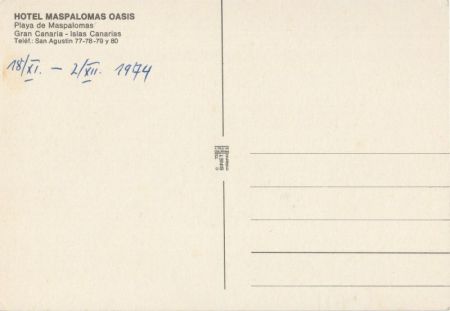 HOTEL MASPALOMAS OASIS
Playa de Maspalomas
Gran Canaria - Islas Canarias
Teléf.: San Agustín 77-78-79 y 80
18/XI. - 2/XII. 1974